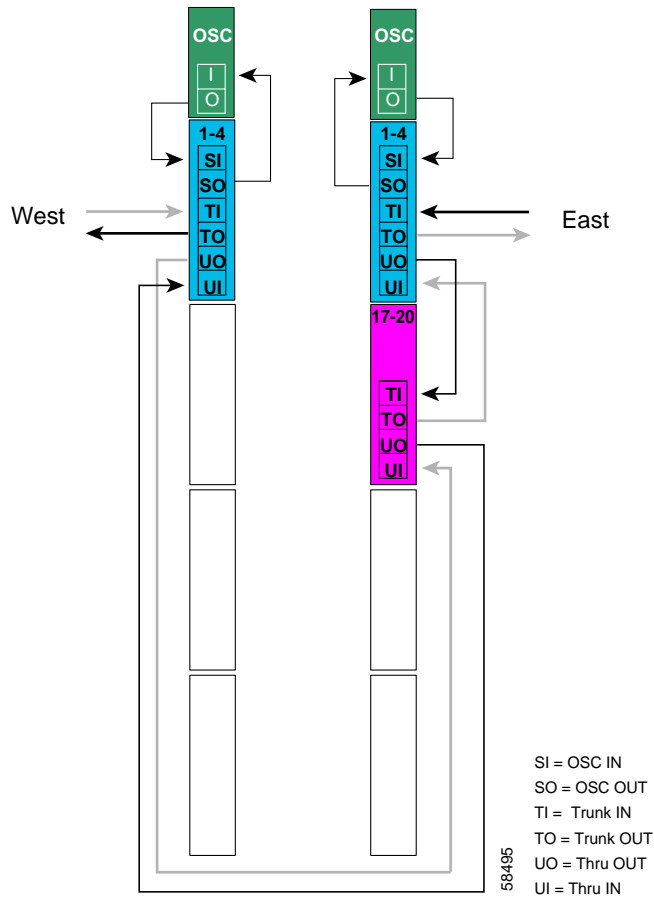 OSC
I
O
1-4
SI
SO
TI
TO
UO
UI
West
OSC
I
O
1-4
SI
SO
TI
TO
UO
UI
East
17-20
TI
TO
UO
UI
SI = OSC IN
SO = OSC OUT
TI = Trunk IN
TO = Trunk OUT
UO = Thru OUT
UI = Thru IN
58495